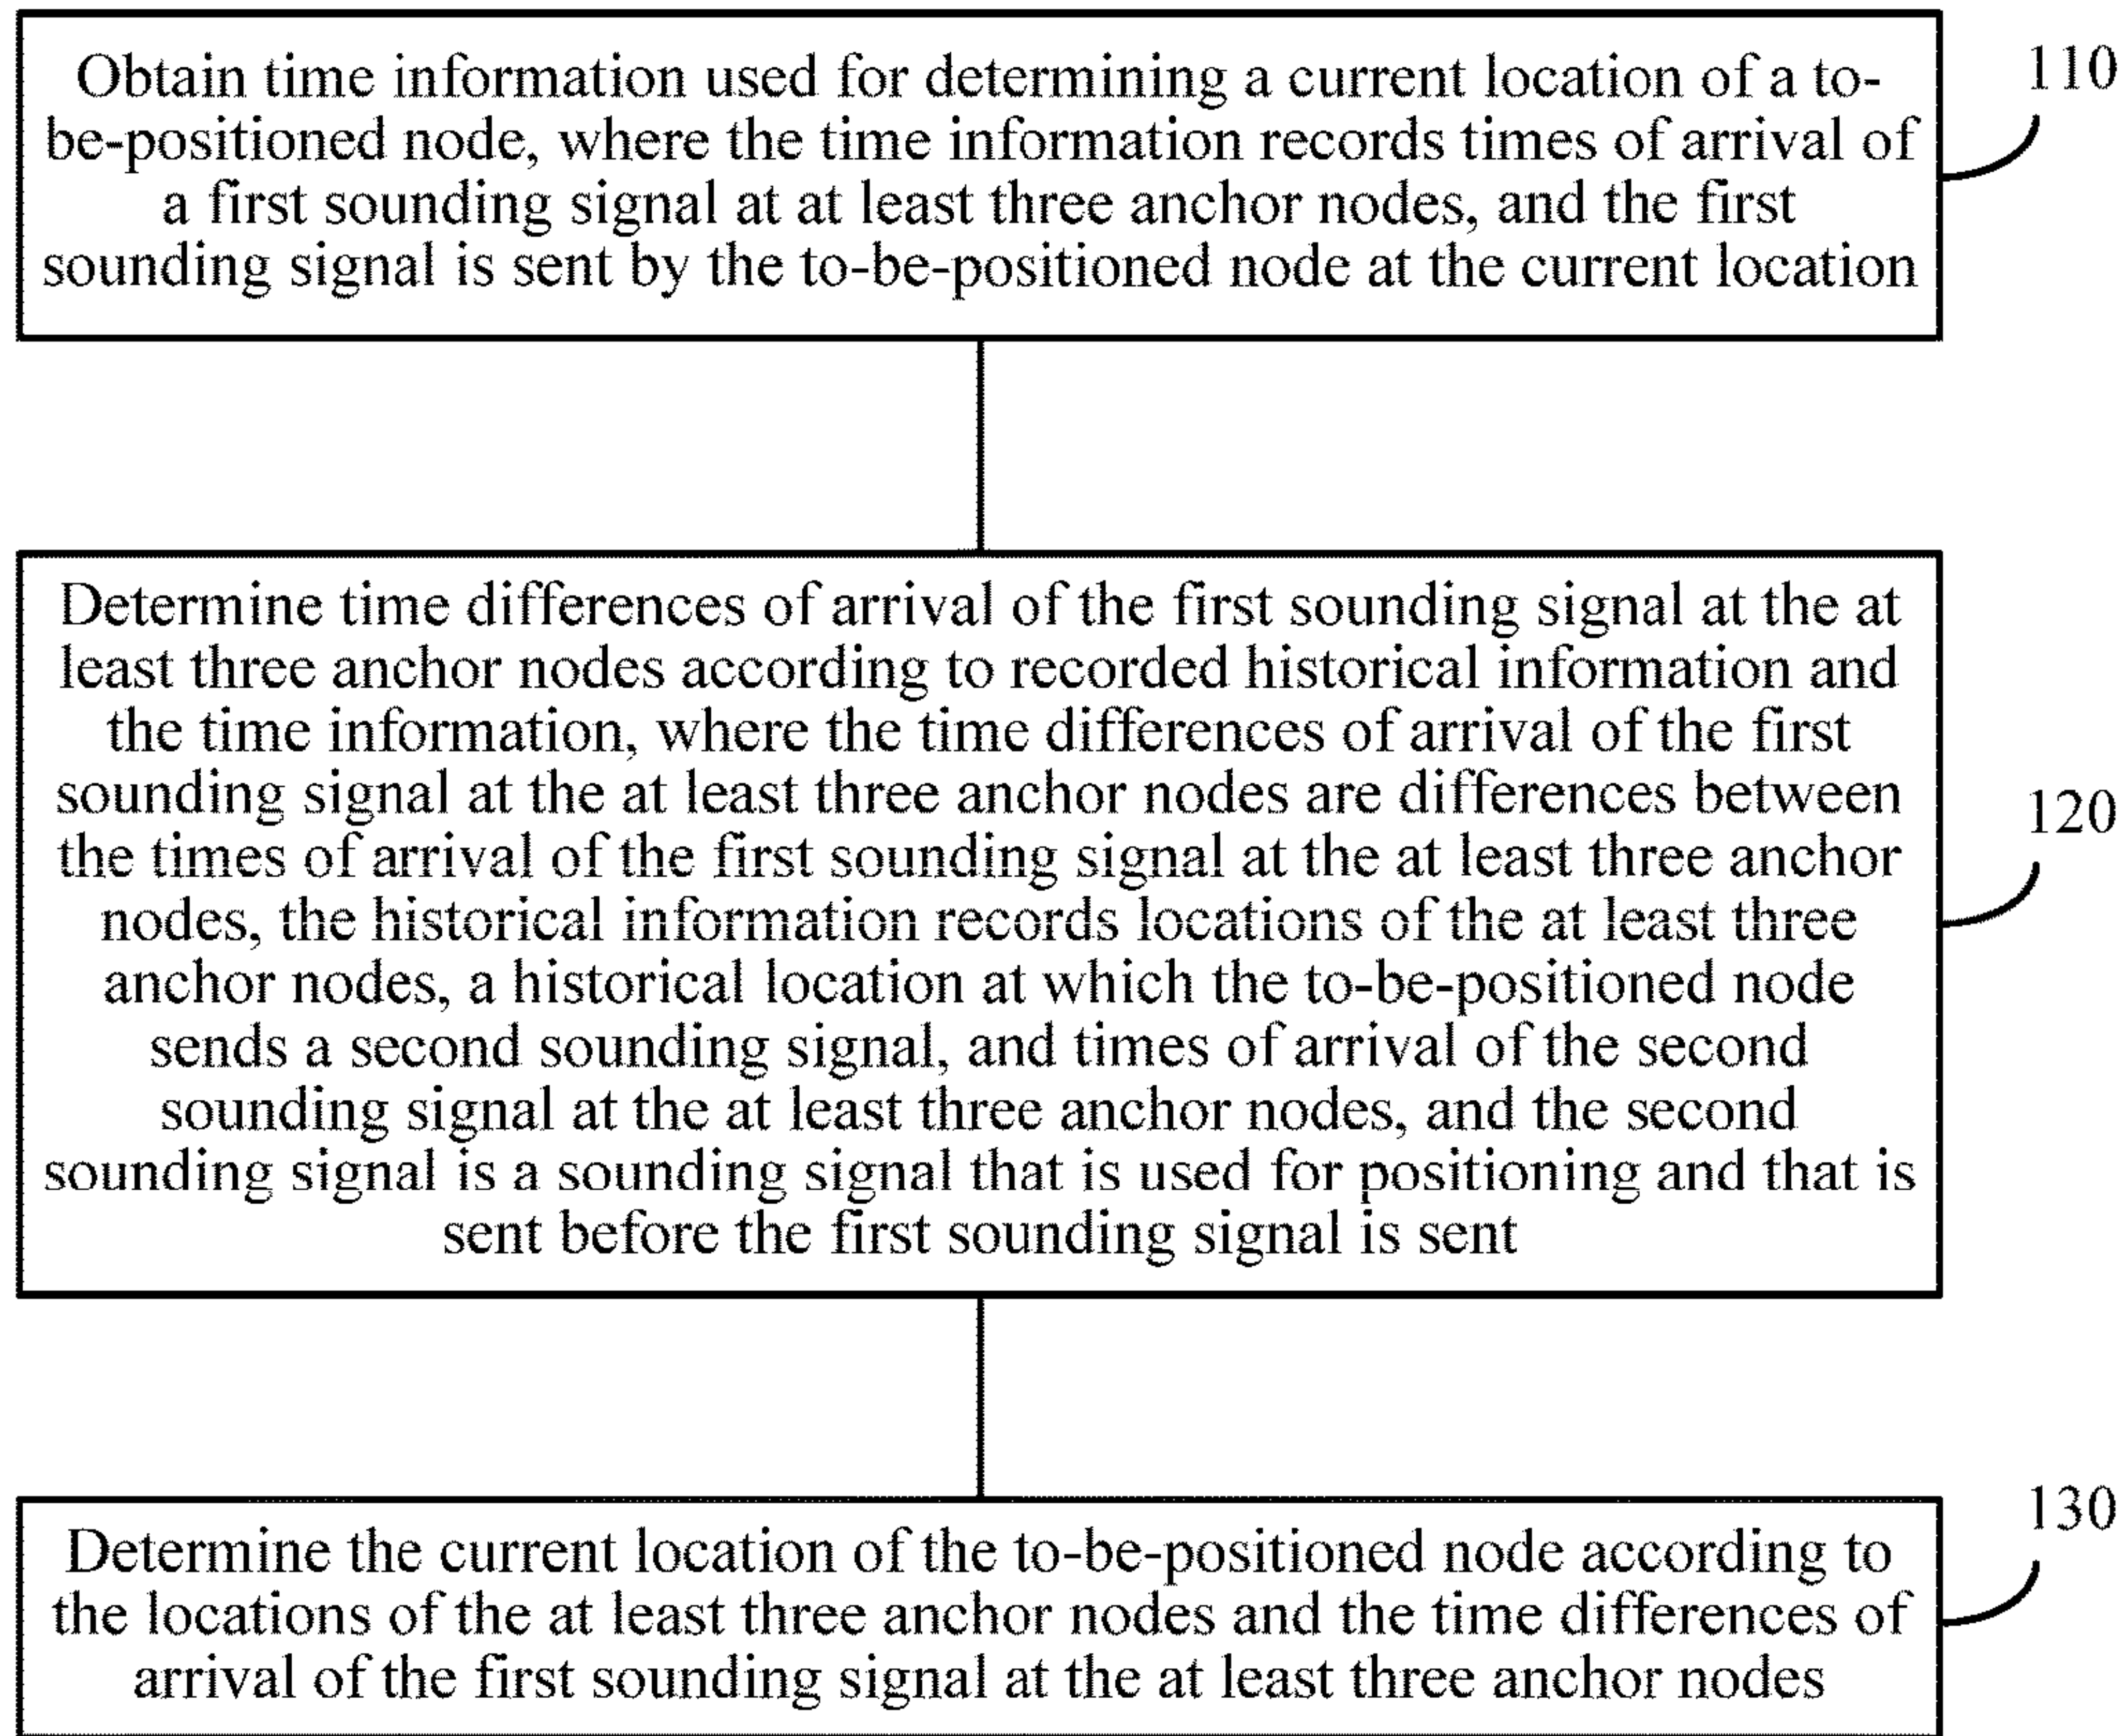 Obtain time information used for determining a current location of a to-
be-positioned node, where the time information records times of arrival of
a first sounding signal at at least three anchor nodes, and the first
sounding signal is sent by the to-be-positioned node at the current location
110
Determine time differences of arrival of the first sounding signal at the at
least three anchor nodes according to recorded historical information and
the time information, where the time differences of arrival of the first
sounding signal at the at least three anchor nodes are differences between
the times of arrival of the first sounding signal at the at least three anchor
nodes, the historical information records locations of the at least three
anchor nodes, a historical location at which the to-be-positioned node
sends a second sounding signal, and times of arrival of the second
sounding signal at the at least three anchor nodes, and the second
sounding signal is a sounding signal that is used for positioning and that is
sent before the first sounding signal is sent
120
Determine the current location of the to-be-positioned node according to
the locations of the at least three anchor nodes and the time differences of
arrival of the first sounding signal at the at least three anchor nodes
130